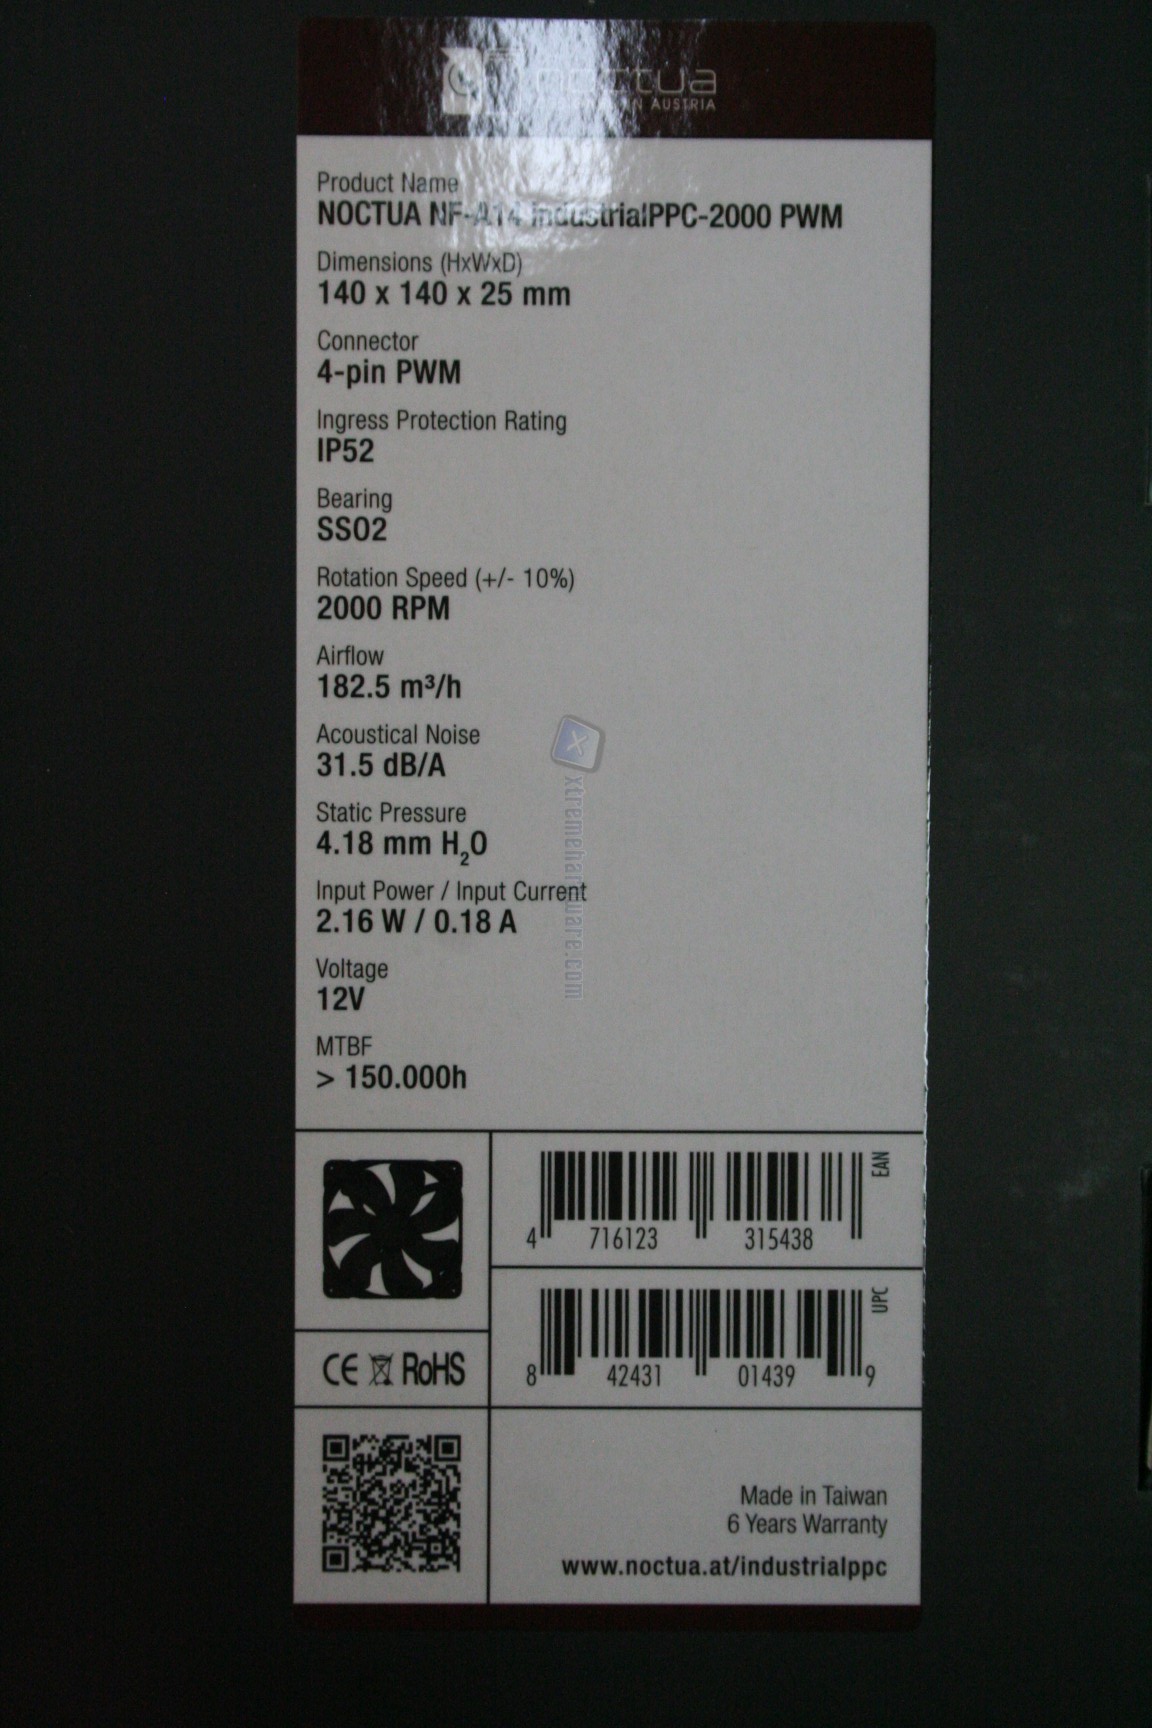 noctua
IN AUSTRIA
Product Name
NOCTUA NF-A14 industrialPPC-2000 PWM
Dimensions (HxWxD)
140 x 140 x 25 mm
Connector
4-pin PWM
Ingress Protection Rating
IP52
Bearing
SSO2
Rotation Speed (+/- 10%)
2000 RPM
Airflow
182.5 m³/h
Acoustical Noise
31.5 dB/A
Static Pressure
4.18 mm H₂O
Input Power / Input Current
2.16 W / 0.18 A
Voltage
12V
MTBF
> 150.000h
xtremehardware.com
EAN
4 716123 315438
UPC
8 42431 01439 9
CE RoHS
Made in Taiwan
6 Years Warranty
www.noctua.at/industrialppc